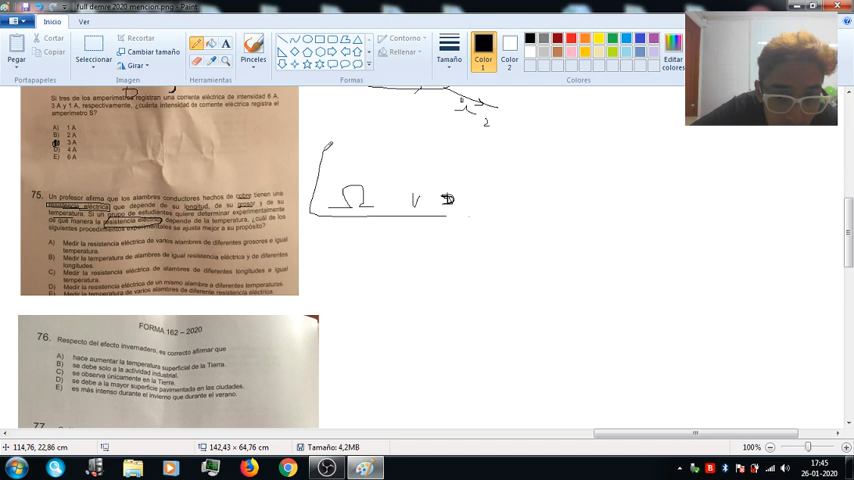 full demre 2020 mencion.png - Paint
Inicio
Ver
Pegar
Cortar
Copiar
Portapapeles
Seleccionar
Recortar
Cambiar tamaño
Girar
Imagen
Herramientas
Pinceles
Contorno
Rellenar
Formas
Tamaño
Color 1
Color 2
Editar colores
Colores
Si tres de los amperímetros registran una corriente eléctrica de intensidad 6 A,
3 A y 1 A, respectivamente, ¿cuánta intensidad de corriente eléctrica registra el
amperímetro S?
A) 1 A
B) 2 A
3 A
D) 4 A
E) 6 A
75. Un profesor afirma que los alambres conductores hechos de cobre tienen una
resistencia eléctrica que depende de su longitud, de su grosor y de su
temperatura. Si un grupo de estudiantes quiere determinar experimentalmente
de qué manera la resistencia eléctrica depende de la temperatura, ¿cuál de los
siguientes procedimientos experimentales se ajusta mejor a su propósito?
A) Medir la resistencia eléctrica de varios alambres de diferentes grosores e igual
temperatura.
B) Medir la temperatura de alambres de igual resistencia eléctrica y de diferentes
longitudes.
C) Medir la resistencia eléctrica de alambres de diferentes longitudes e igual
temperatura.
D) Medir la resistencia eléctrica de un mismo alambre a diferentes temperaturas
E) Medir la temperatura de varios alambres de diferente resistencia eléctrica
i 2
Ω v
FORMA 162 – 2020
76. Respecto del efecto invernadero, es correcto afirmar que
A) hace aumentar la temperatura superficial de la Tierra.
B) se debe solo a la actividad industrial.
C) se observa únicamente en la Tierra.
D) se debe a la mayor superficie pavimentada en las ciudades.
E) es más intenso durante el invierno que durante el verano.
77
114,76, 22,86 cm
142,43 × 64,76 cm
Tamaño: 4,2MB
100%
17:45
26-01-2020